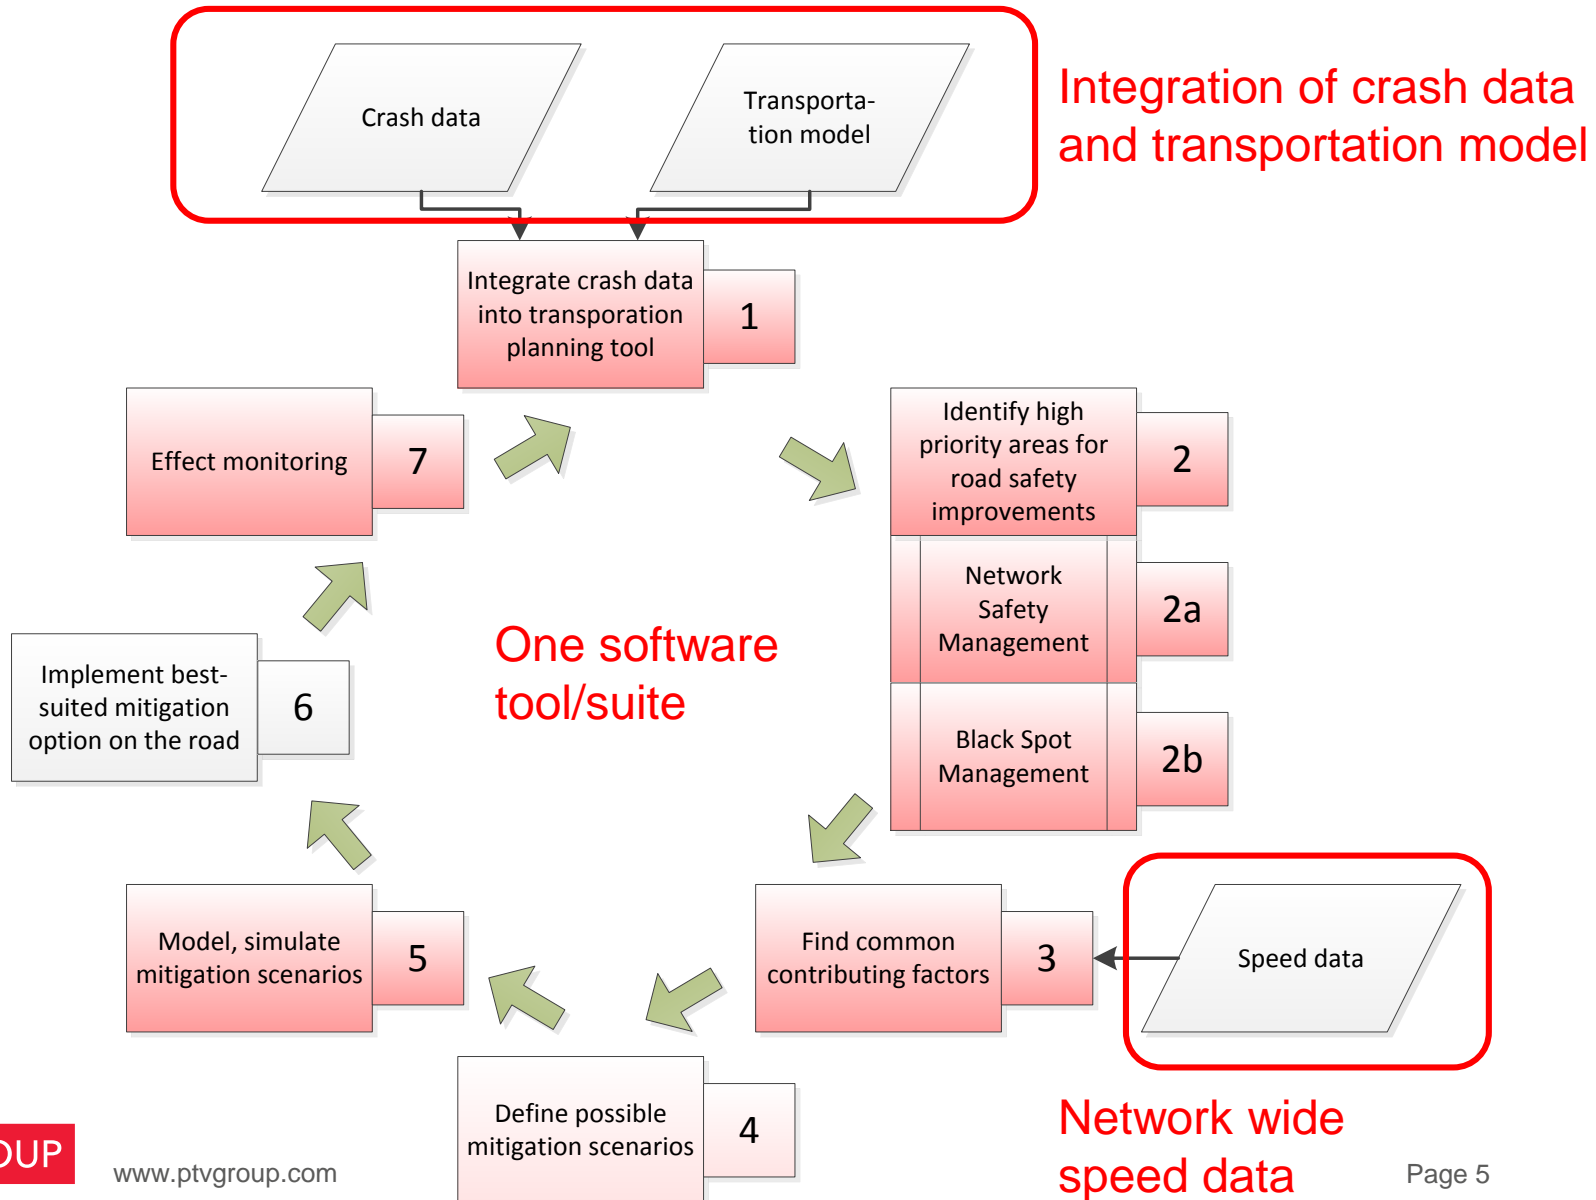 Crash data
Transporta-
tion model
Integration of crash data
and transportation model
Integrate crash data
into transporation
planning tool
1
Identify high
priority areas for
road safety
improvements
2
Network
Safety
Management
2a
Black Spot
Management
2b
Effect monitoring
7
One software
tool/suite
Implement best-
suited mitigation
option on the road
6
Model, simulate
mitigation scenarios
5
Find common
contributing factors
3
Speed data
Define possible
mitigation scenarios
4
Network wide
speed data
OUP
www.ptvgroup.com
Page 5